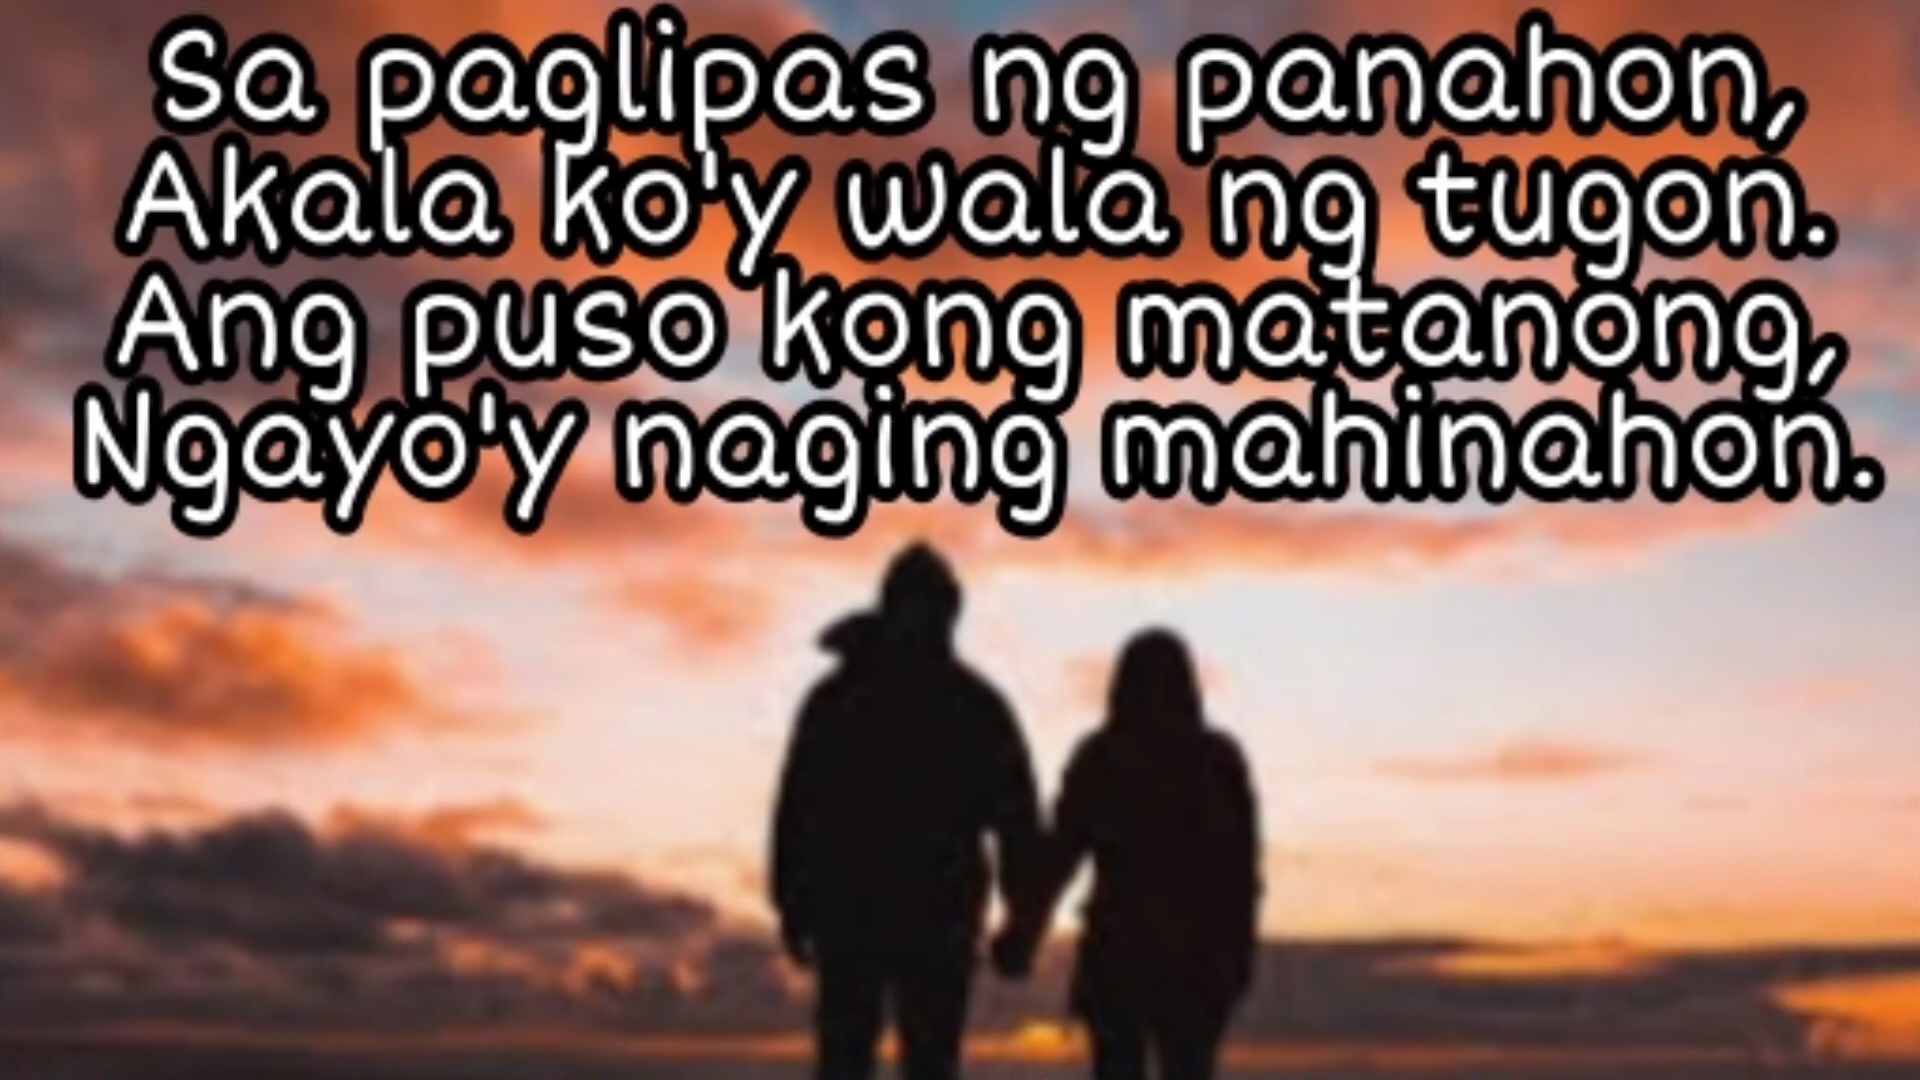 Sa paglipas ng panahon,
Akala ko'y wala ng tugon.
Ang puso kong matanong,
Ngayo'y naging mahinahon.